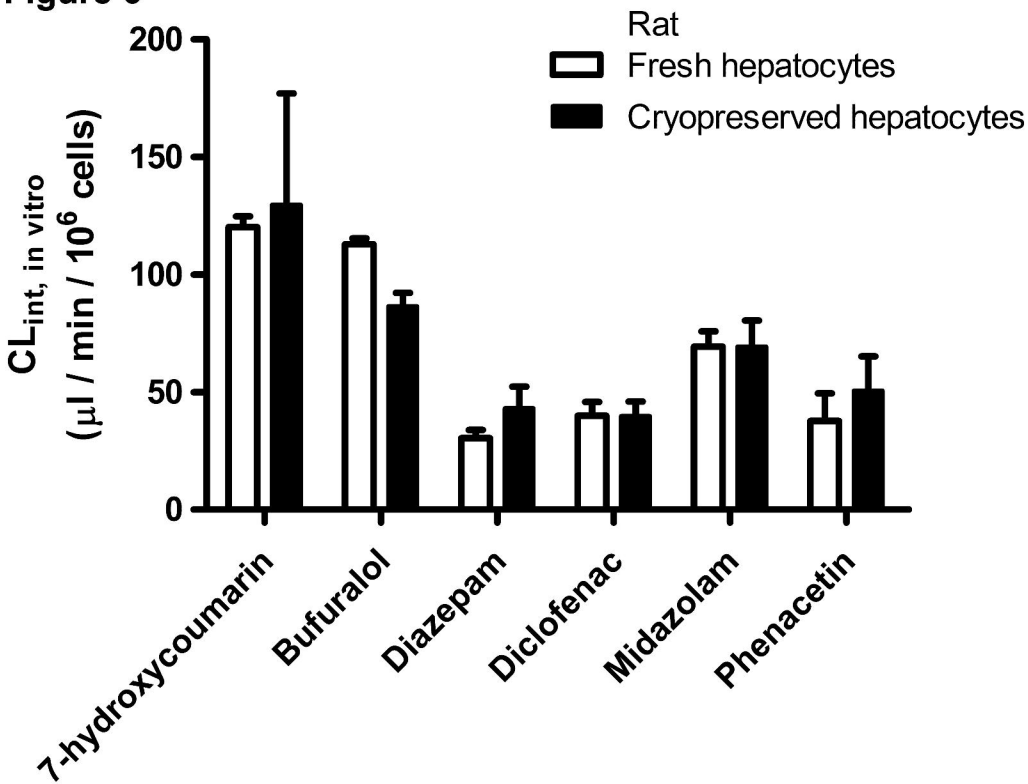 Rat
Fresh hepatocytes
Cryopreserved hepatocytes
CLint, in vitro
(μl / min / 10⁶ cells)
200
150
100
50
0
7-hydroxycoumarin
Bufuralol
Diazepam
Diclofenac
Midazolam
Phenacetin